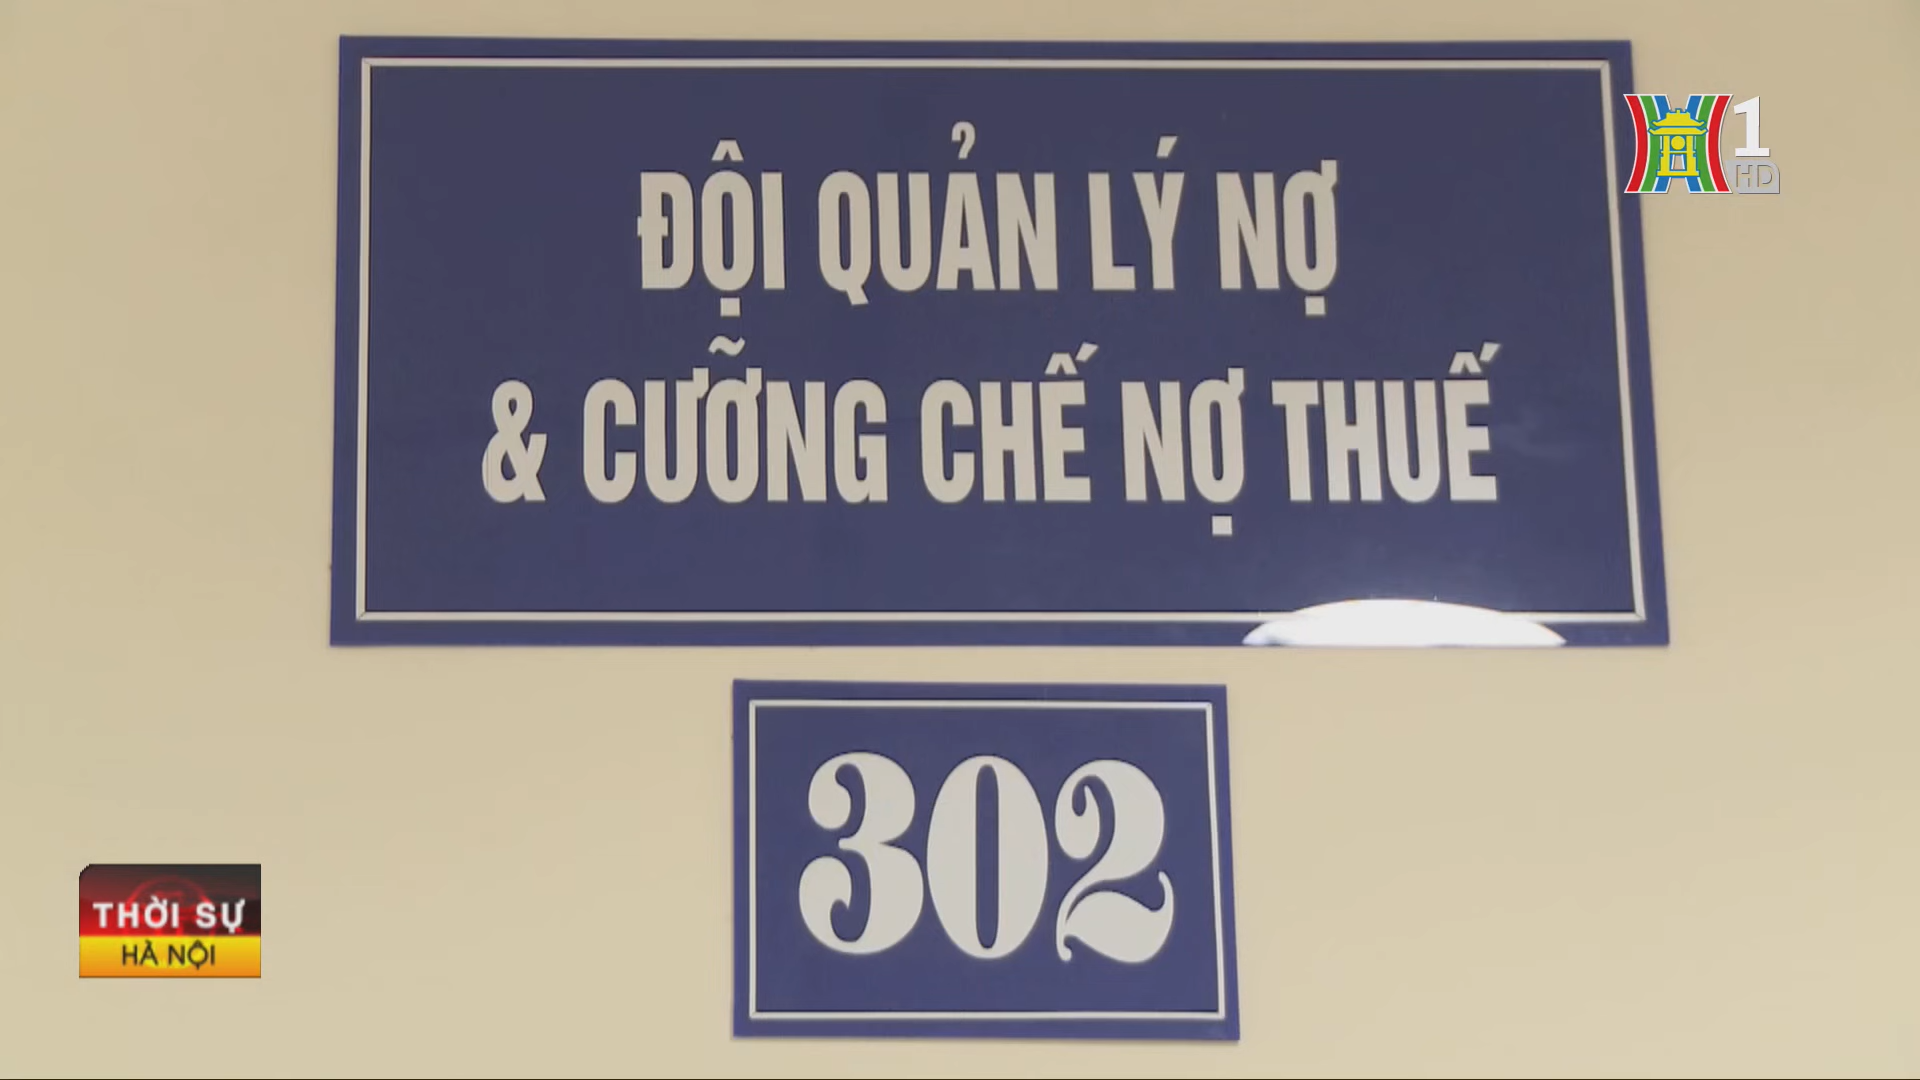 ĐỘI QUẢN LÝ NỢ
& CƯỠNG CHẾ NỢ THUẾ
302
1
HD
THỜI SỰ
HÀ NỘI